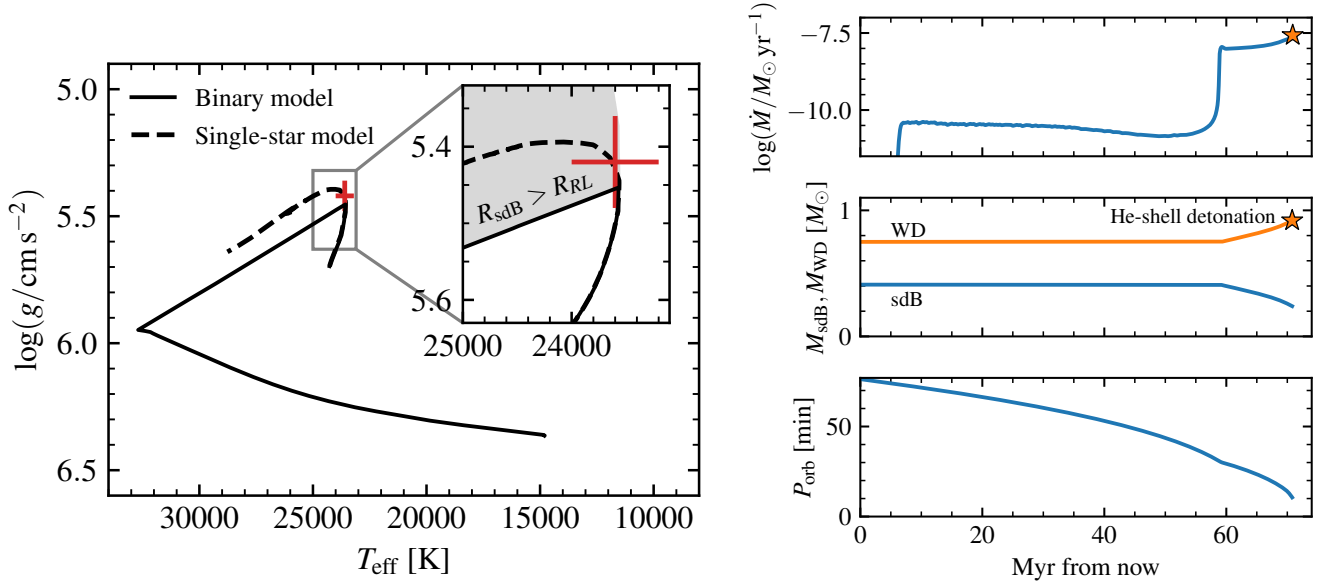 5.0
5.5
6.0
6.5
log(g/cm s⁻²)
30000
25000
20000
15000
10000
T_eff [K]
Binary model
Single-star model
5.4
5.6
25000
24000
R_sdB > R_RL
−7.5
−10.0
log(Ṁ/M_⊙ yr⁻¹)
1
0
M_sdB, M_WD [M_⊙]
He-shell detonation
WD
sdB
50
0
P_orb [min]
0
20
40
60
Myr from now